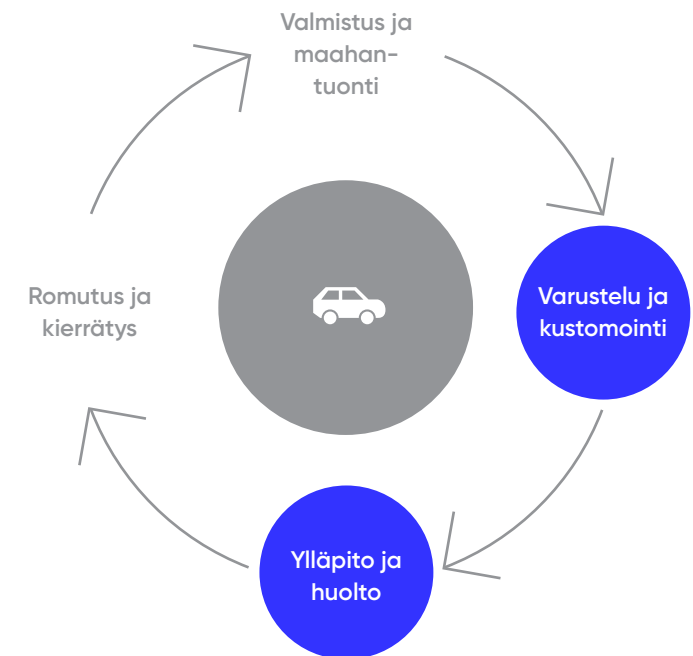 Valmistus ja
maahan-
tuonti
Varustelu ja
kustomointi
Ylläpito ja
huolto
Romutus ja
kierrätys